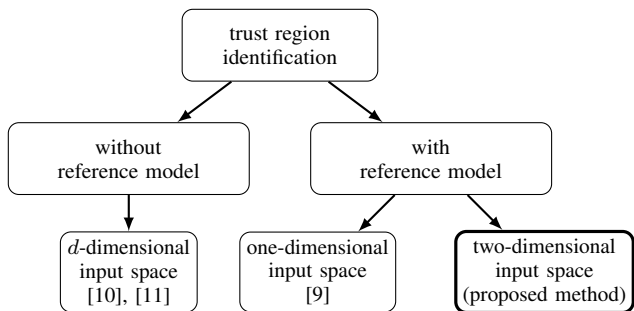 trust region
identification
without
reference model
with
reference model
d-dimensional
input space
[10], [11]
one-dimensional
input space
[9]
two-dimensional
input space
(proposed method)